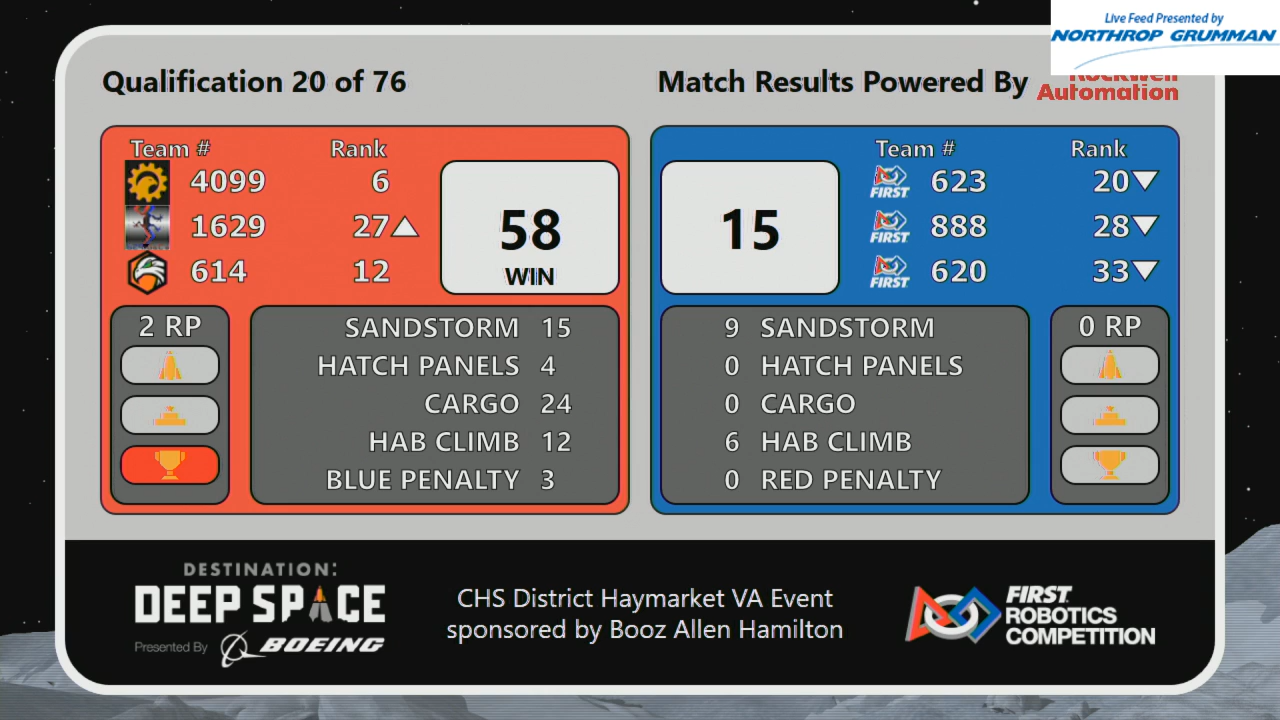 Live Feed Presented by
NORTHROP GRUMMAN
Qualification 20 of 76
Match Results Powered By
Rockwell
Automation
Team # Rank
4099 6
1629 27
614 12
58
WIN
15
Team # Rank
FIRST 623 20
FIRST 888 28
FIRST 620 33
2 RP
SANDSTORM 15
HATCH PANELS 4
CARGO 24
HAB CLIMB 12
BLUE PENALTY 3
9 SANDSTORM
0 HATCH PANELS
0 CARGO
6 HAB CLIMB
0 RED PENALTY
0 RP
DESTINATION:
DEEP SPACE
Presented By BOEING
CHS District Haymarket VA Event
sponsored by Booz Allen Hamilton
FIRST
ROBOTICS
COMPETITION